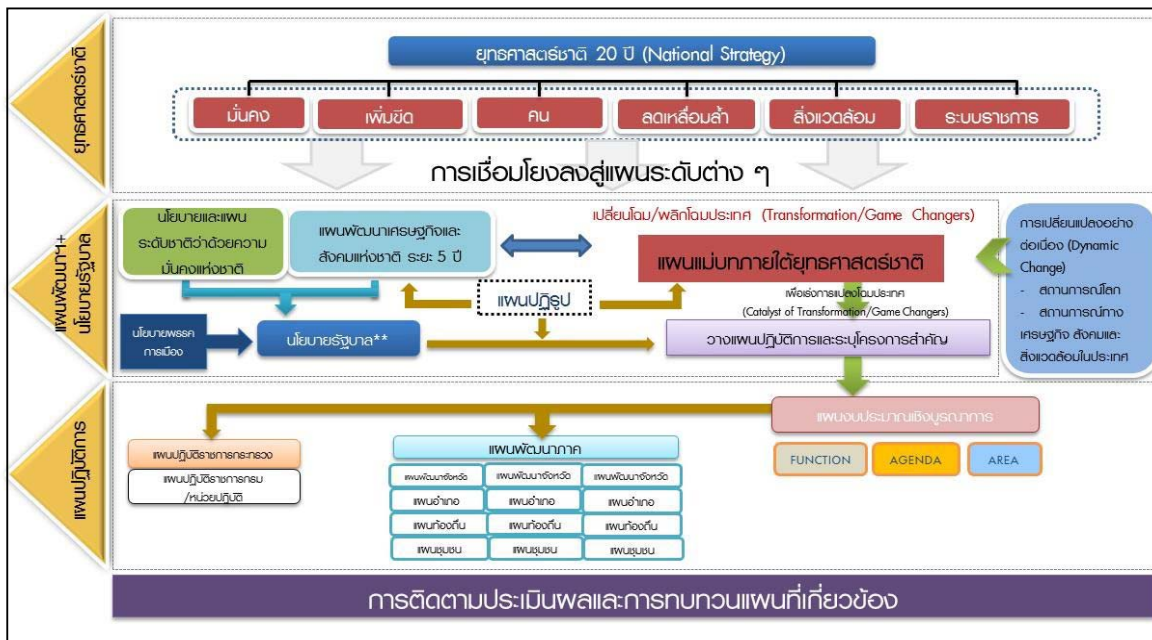 ยุทธศาสตร์ชาติ
ยุทธศาสตร์ชาติ 20 ปี (National Strategy)
มั่นคง
เพิ่มขีด
คน
ลดเหลื่อมล้ำ
สิ่งแวดล้อม
ระบบราชการ
การเชื่อมโยงลงสู่แผนระดับต่าง ๆ
แผนพัฒนาฯ+
นโยบายรัฐบาล
นโยบายและแผน
ระดับชาติว่าด้วยความ
มั่นคงแห่งชาติ
แผนพัฒนาเศรษฐกิจและ
สังคมแห่งชาติ ระยะ 5 ปี
เปลี่ยนโฉม/พลิกโฉมประเทศ (Transformation/Game Changers)
แผนแม่บทภายใต้ยุทธศาสตร์ชาติ
การเปลี่ยนแปลงอย่าง
ต่อเนื่อง (Dynamic
Change)
- สถานการณ์โลก
- สถานการณ์ทาง
เศรษฐกิจ สังคมและ
สิ่งแวดล้อมในประเทศ
แผนปฏิรูป
เพื่อเร่งการแปลงโฉมประเทศ
(Catalyst of Transformation/Game Changers)
นโยบายพรรค
การเมือง
นโยบายรัฐบาล**
วางแผนปฏิบัติการและระบุโครงการสำคัญ
แผนปฏิบัติการ
แผนงบประมาณเชิงบูรณาการ
FUNCTION
AGENDA
AREA
แผนปฏิบัติราชการกระทรวง
แผนปฏิบัติราชการกรม
/หน่วยปฏิบัติ
แผนพัฒนาภาค
แผนพัฒนาจังหวัด แผนพัฒนาจังหวัด แผนพัฒนาจังหวัด
แผนอำเภอ แผนอำเภอ แผนอำเภอ
แผนท้องถิ่น แผนท้องถิ่น แผนท้องถิ่น
แผนชุมชน แผนชุมชน แผนชุมชน
การติดตามประเมินผลและการทบทวนแผนที่เกี่ยวข้อง